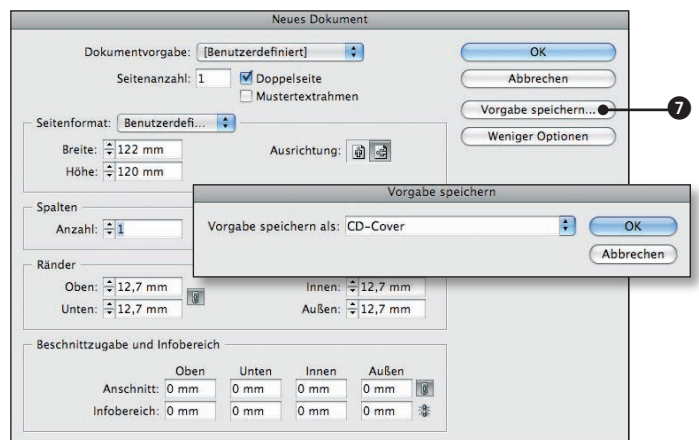 Neues Dokument
Dokumentvorgabe: [Benutzerdefiniert]
OK
Seitenanzahl: 1 Doppelseite
Abbrechen
Mustertextrahmen
Vorgabe speichern... 7
Seitenformat: Benutzerdefi...
Weniger Optionen
Breite: 122 mm Ausrichtung:
Höhe: 120 mm
Vorgabe speichern
Spalten
Anzahl: 1
Vorgabe speichern als: CD-Cover OK
Abbrechen
Ränder
Oben: 12,7 mm Innen: 12,7 mm
Unten: 12,7 mm Außen: 12,7 mm
Beschnittzugabe und Infobereich
Oben Unten Innen Außen
Anschnitt: 0 mm 0 mm 0 mm 0 mm
Infobereich: 0 mm 0 mm 0 mm 0 mm